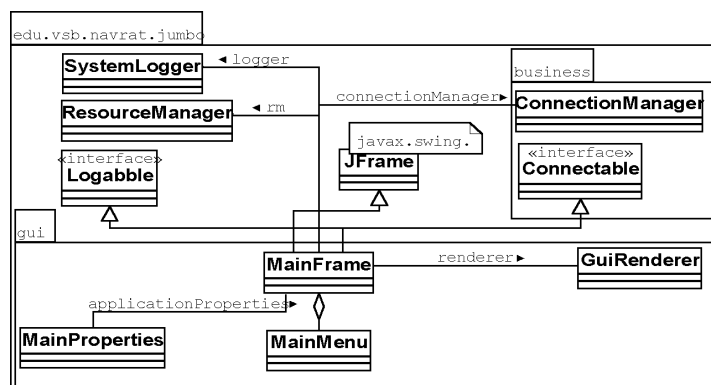 edu.vsb.navrat.jumbo
SystemLogger
logger
business
connectionManager
ConnectionManager
ResourceManager
rm
javax.swing.
JFrame
«interface»
Logabble
«interface»
Connectable
gui
MainFrame
renderer
GuiRenderer
applicationProperties
MainProperties
MainMenu